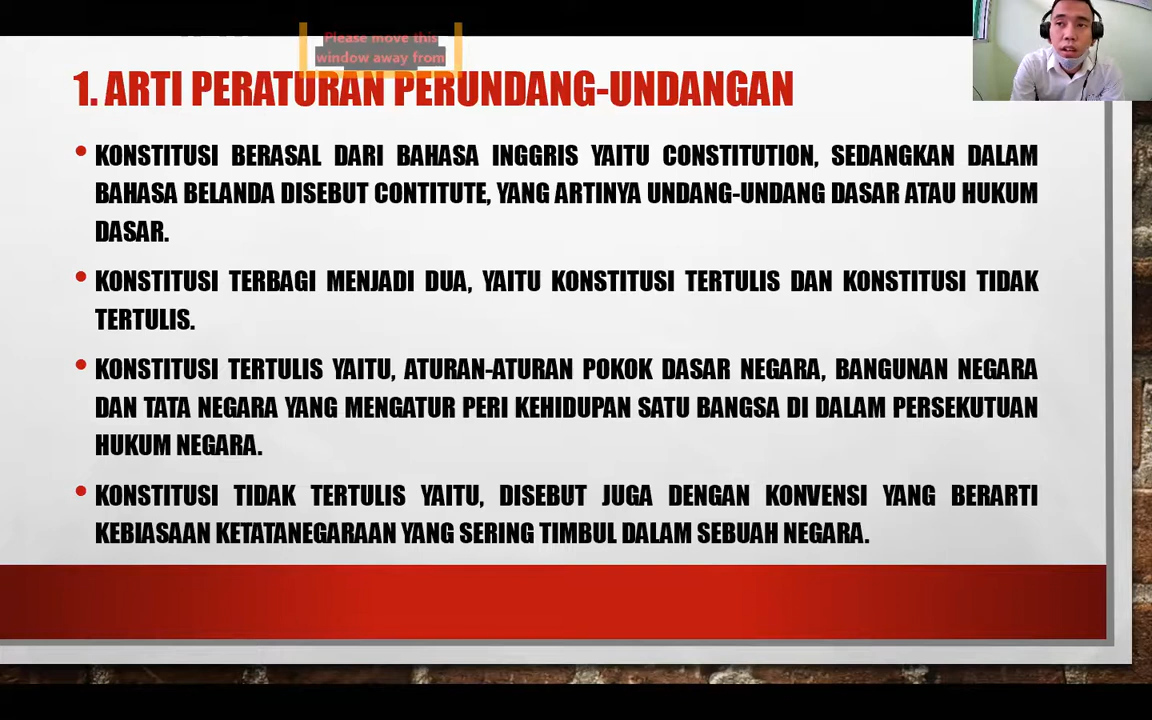 Please move this
window away from
1. ARTI PERATURAN PERUNDANG-UNDANGAN
• KONSTITUSI BERASAL DARI BAHASA INGGRIS YAITU CONSTITUTION, SEDANGKAN DALAM
BAHASA BELANDA DISEBUT CONTITUTE, YANG ARTINYA UNDANG-UNDANG DASAR ATAU HUKUM
DASAR.
• KONSTITUSI TERBAGI MENJADI DUA, YAITU KONSTITUSI TERTULIS DAN KONSTITUSI TIDAK
TERTULIS.
• KONSTITUSI TERTULIS YAITU, ATURAN-ATURAN POKOK DASAR NEGARA, BANGUNAN NEGARA
DAN TATA NEGARA YANG MENGATUR PERI KEHIDUPAN SATU BANGSA DI DALAM PERSEKUTUAN
HUKUM NEGARA.
• KONSTITUSI TIDAK TERTULIS YAITU, DISEBUT JUGA DENGAN KONVENSI YANG BERARTI
KEBIASAAN KETATANEGARAAN YANG SERING TIMBUL DALAM SEBUAH NEGARA.